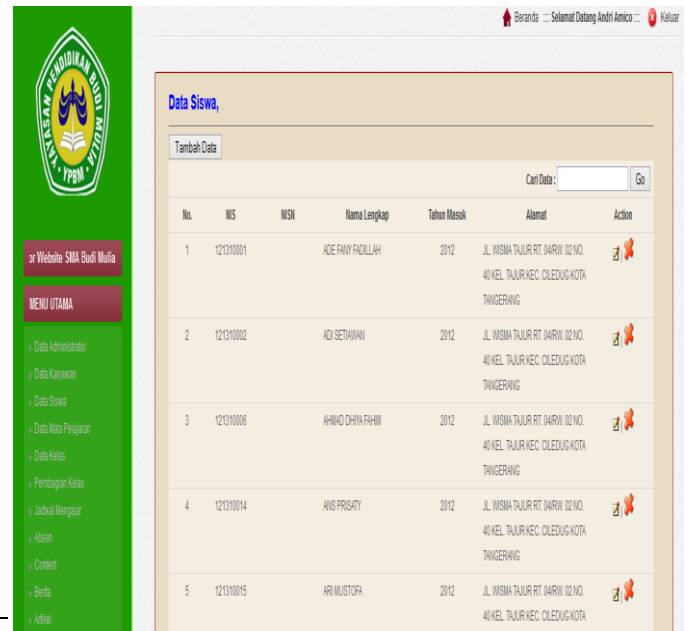 Beranda ::: Selamat Datang Andri Amico ::: Keluar
YAYASAN PENDIDIKAN BUDI MULIA
YPBM
or Website SMA Budi Mulia
MENU UTAMA
» Data Administrator
» Data Karyawan
» Data Siswa
» Data Mata Pelajaran
» Data Kelas
» Pembagian Kelas
» Jadwal Mengajar
» Absen
» Content
» Berita
» Artikel
Data Siswa,
Tambah Data
Cari Data : Go
No. NIS NISN Nama Lengkap Tahun Masuk Alamat Action
1 121310001 ADE FANY FADILLAH 2012 JL. WISMA TAJUR RT. 04/RW. 02 NO.
40 KEL. TAJUR KEC. CILEDUG KOTA
TANGERANG
2 121310002 ADI SETIAWAN 2012 JL. WISMA TAJUR RT. 04/RW. 02 NO.
40 KEL. TAJUR KEC. CILEDUG KOTA
TANGERANG
3 121310006 AHMAD DHIYA FAHMI 2012 JL. WISMA TAJUR RT. 04/RW. 02 NO.
40 KEL. TAJUR KEC. CILEDUG KOTA
TANGERANG
4 121310014 ANIS PRISATY 2012 JL. WISMA TAJUR RT. 04/RW. 02 NO.
40 KEL. TAJUR KEC. CILEDUG KOTA
TANGERANG
5 121310015 ARI MUSTOFA 2012 JL. WISMA TAJUR RT. 04/RW. 02 NO.
40 KEL. TAJUR KEC. CILEDUG KOTA